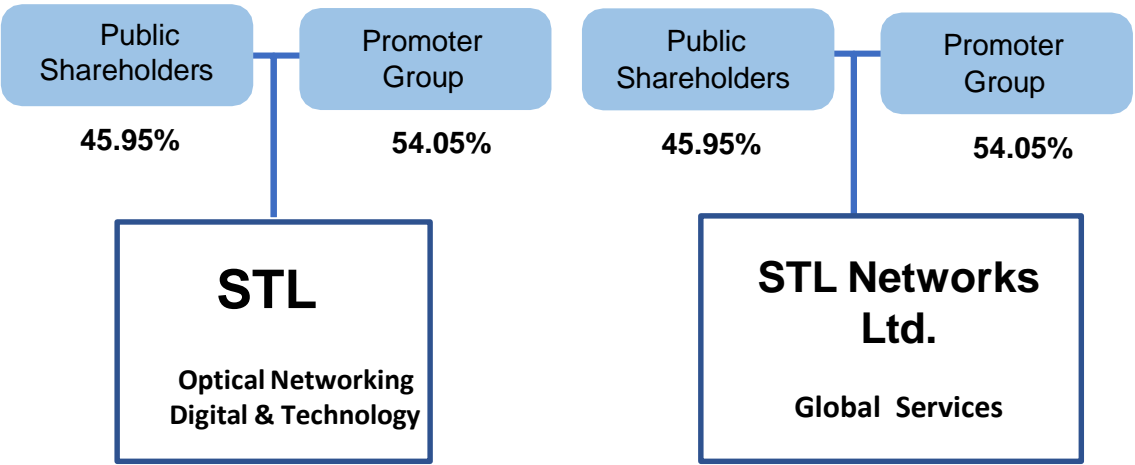 Public
Shareholders
Promoter
Group
45.95%
54.05%
STL
Optical Networking
Digital & Technology
Public
Shareholders
Promoter
Group
45.95%
54.05%
STL Networks
Ltd.
Global Services